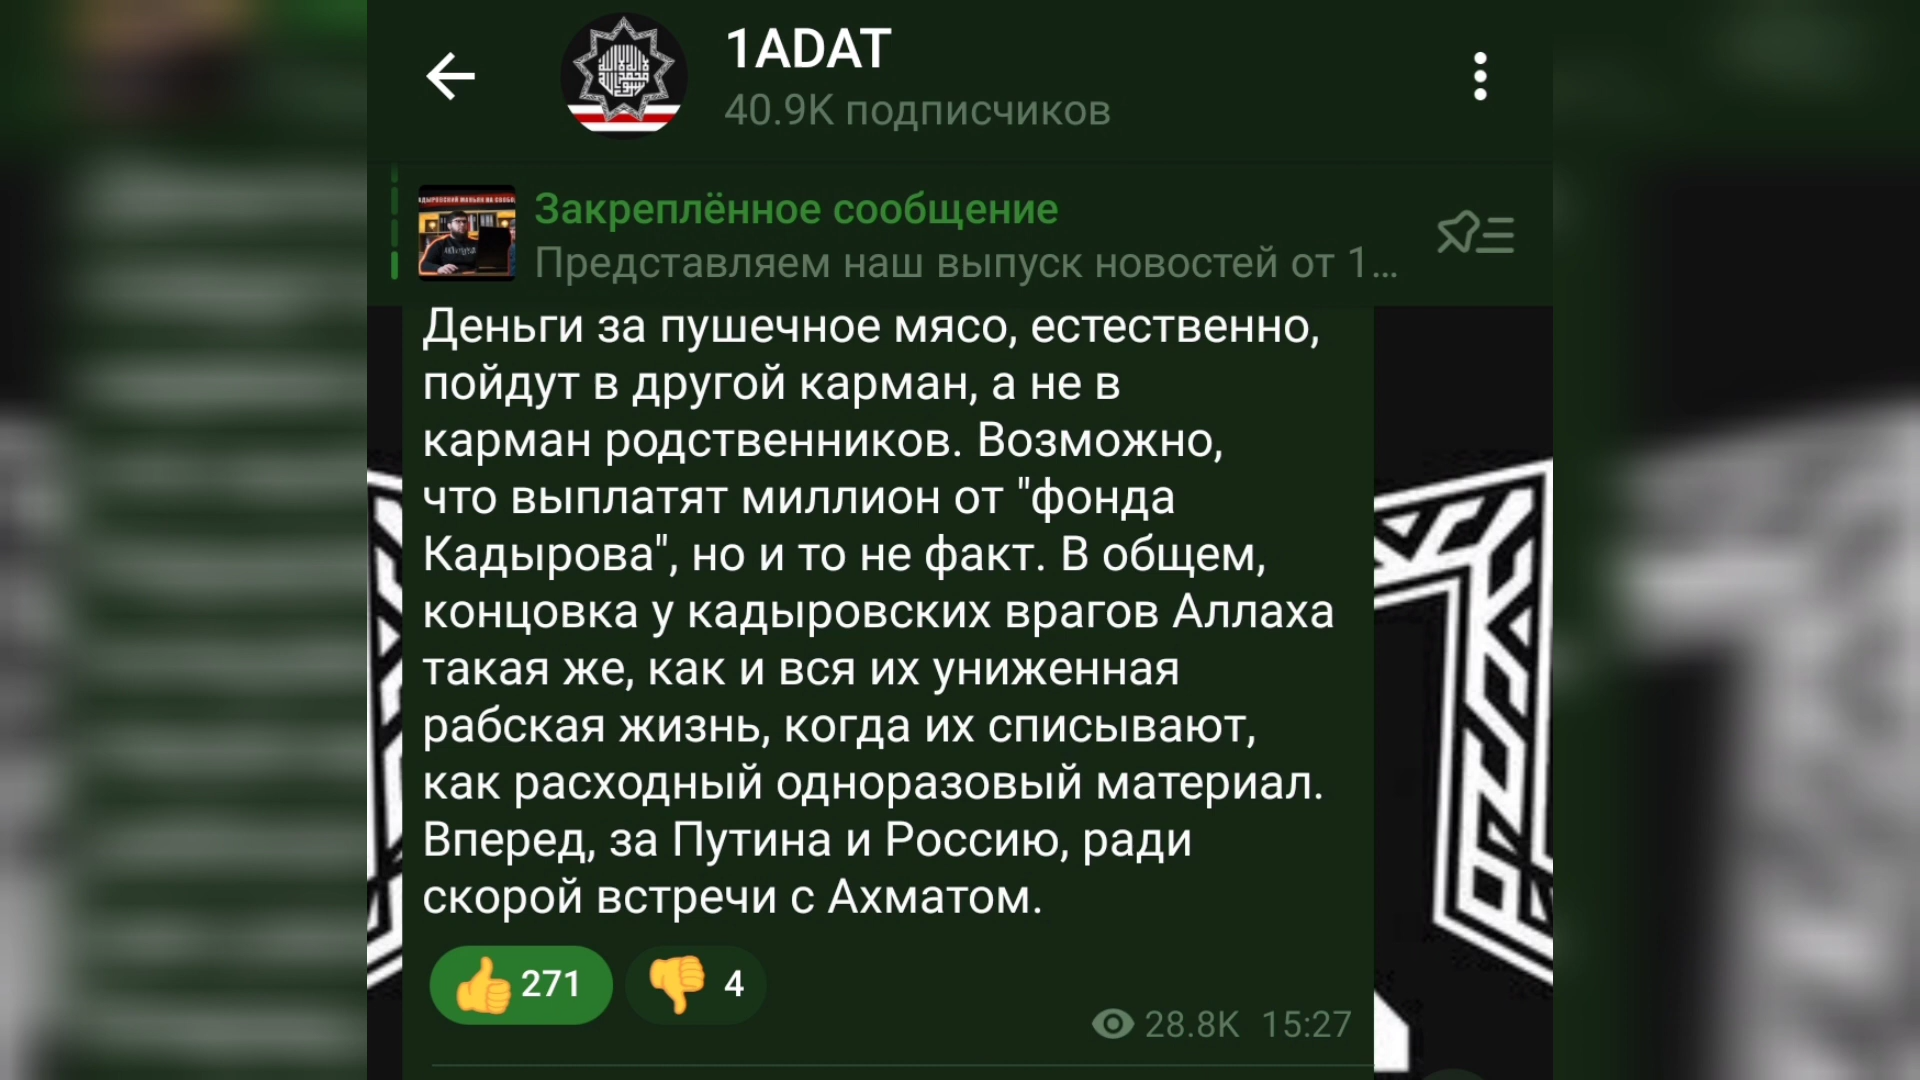 1ADAT
40.9K подписчиков
Закреплённое сообщение
Представляем наш выпуск новостей от 1...
Деньги за пушечное мясо, естественно,
пойдут в другой карман, а не в
карман родственников. Возможно,
что выплатят миллион от "фонда
Кадырова", но и то не факт. В общем,
концовка у кадыровских врагов Аллаха
такая же, как и вся их униженная
рабская жизнь, когда их списывают,
как расходный одноразовый материал.
Вперед, за Путина и Россию, ради
скорой встречи с Ахматом.
271 4
28.8K 15:27